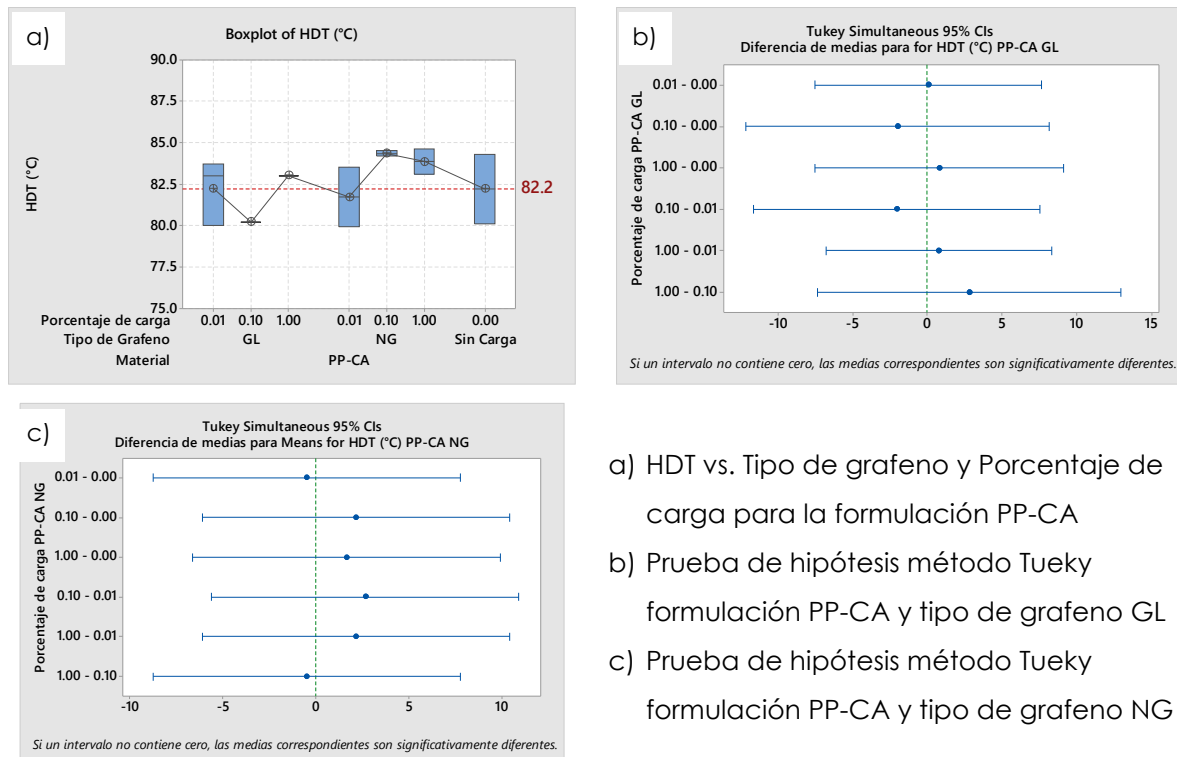 a)
Boxplot of HDT (°C)
90.0
87.5
85.0
82.5
80.0
77.5
75.0
HDT (°C)
82.2
Porcentaje de carga 0.01 0.10 1.00 0.01 0.10 1.00 0.00
Tipo de Grafeno GL NG Sin Carga
Material PP-CA
b)
Tukey Simultaneous 95% CIs
Diferencia de medias para for HDT (°C) PP-CA GL
Porcentaje de carga PP-CA GL
0.01 - 0.00
0.10 - 0.00
1.00 - 0.00
0.10 - 0.01
1.00 - 0.01
1.00 - 0.10
-10 -5 0 5 10 15
Si un intervalo no contiene cero, las medias correspondientes son significativamente diferentes.
c)
Tukey Simultaneous 95% CIs
Diferencia de medias para Means for HDT (°C) PP-CA NG
Porcentaje de carga PP-CA NG
0.01 - 0.00
0.10 - 0.00
1.00 - 0.00
0.10 - 0.01
1.00 - 0.01
1.00 - 0.10
-10 -5 0 5 10
Si un intervalo no contiene cero, las medias correspondientes son significativamente diferentes.
a) HDT vs. Tipo de grafeno y Porcentaje de
carga para la formulación PP-CA
b) Prueba de hipótesis método Tueky
formulación PP-CA y tipo de grafeno GL
c) Prueba de hipótesis método Tueky
formulación PP-CA y tipo de grafeno NG